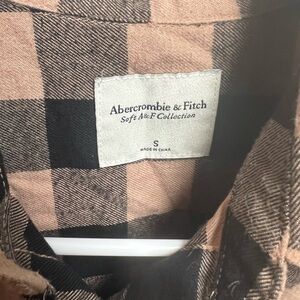 Abercrombie & Fitch
Soft A&F Collection
S
MADE IN CHINA